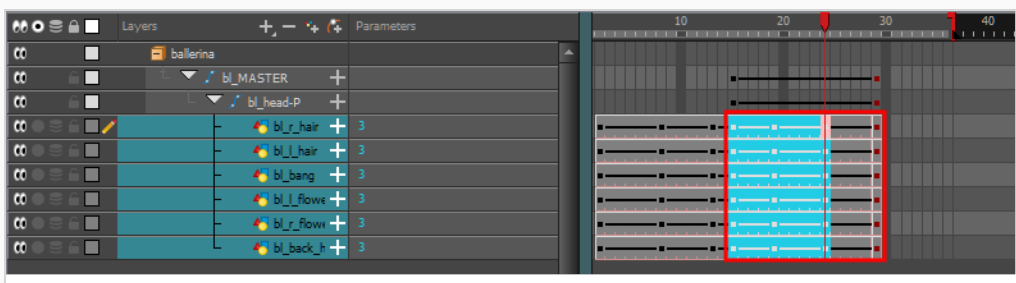 Layers Parameters 10 20 30 40
ballerina
bl_MASTER
bl_head-P
bl_r_hair 3
bl_l_hair 3
bl_bang 3
bl_l_flowe 3
bl_r_flowe 3
bl_back_h 3